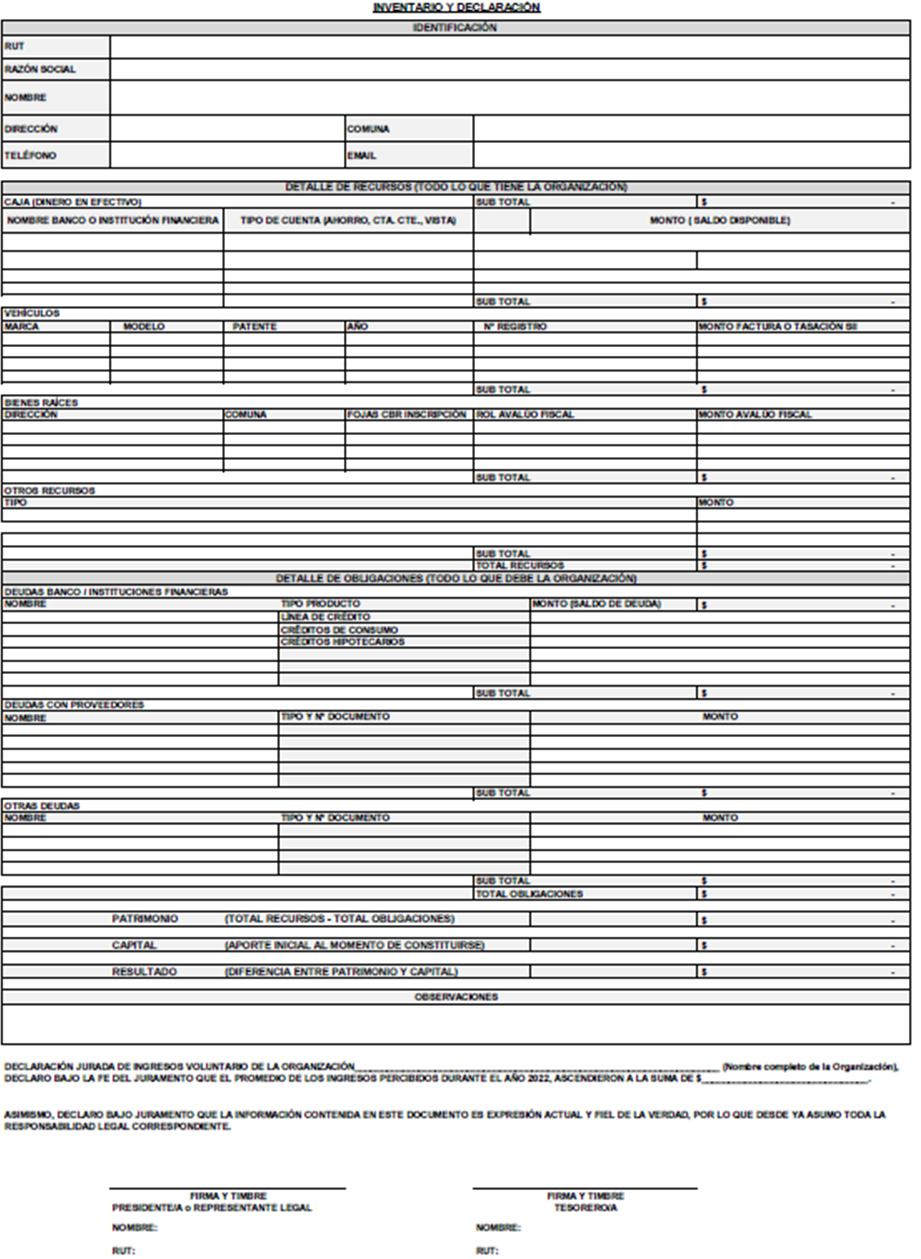 INVENTARIO Y DECLARACIÓN
IDENTIFICACIÓN
RUT
RAZÓN SOCIAL
NOMBRE
DIRECCIÓN COMUNA
TELÉFONO EMAIL
DETALLE DE RECURSOS (TODO LO QUE TIENE LA ORGANIZACIÓN)
CAJA (DINERO EN EFECTIVO) SUB TOTAL $ -
NOMBRE BANCO O INSTITUCIÓN FINANCIERA TIPO DE CUENTA (AHORRO, CTA. CTE., VISTA) MONTO ( SALDO DISPONIBLE)
SUB TOTAL $ -
VEHÍCULOS
MARCA MODELO PATENTE AÑO N° REGISTRO MONTO FACTURA O TASACIÓN SII
SUB TOTAL $ -
BIENES RAÍCES
DIRECCIÓN COMUNA FOJAS CBR INSCRIPCIÓN ROL AVALÚO FISCAL MONTO AVALÚO FISCAL
SUB TOTAL $ -
OTROS RECURSOS
TIPO MONTO
SUB TOTAL $ -
TOTAL RECURSOS $ -
DETALLE DE OBLIGACIONES (TODO LO QUE DEBE LA ORGANIZACIÓN)
DEUDAS BANCO / INSTITUCIONES FINANCIERAS
NOMBRE TIPO PRODUCTO MONTO (SALDO DE DEUDA) $ -
LÍNEA DE CRÉDITO
CRÉDITOS DE CONSUMO
CRÉDITOS HIPOTECARIOS
SUB TOTAL $ -
DEUDAS CON PROVEEDORES
NOMBRE TIPO Y N° DOCUMENTO MONTO
SUB TOTAL $ -
OTRAS DEUDAS
NOMBRE TIPO Y N° DOCUMENTO MONTO
SUB TOTAL $ -
TOTAL OBLIGACIONES $ -
PATRIMONIO (TOTAL RECURSOS - TOTAL OBLIGACIONES) $ -
CAPITAL (APORTE INICIAL AL MOMENTO DE CONSTITUIRSE) $ -
RESULTADO (DIFERENCIA ENTRE PATRIMONIO Y CAPITAL) $ -
OBSERVACIONES
DECLARACIÓN JURADA DE INGRESOS VOLUNTARIO DE LA ORGANIZACIÓN____________________ (Nombre completo de la Organización),
DECLARO BAJO LA FE DEL JURAMENTO QUE EL PROMEDIO DE LOS INGRESOS PERCIBIDOS DURANTE EL AÑO 2022, ASCENDIERON A LA SUMA DE $____________________.
ASIMISMO, DECLARO BAJO JURAMENTO QUE LA INFORMACIÓN CONTENIDA EN ESTE DOCUMENTO ES EXPRESIÓN ACTUAL Y FIEL DE LA VERDAD, POR LO QUE DESDE YA ASUMO TODA LA
RESPONSABILIDAD LEGAL CORRESPONDIENTE.
FIRMA Y TIMBRE FIRMA Y TIMBRE
PRESIDENTE/A o REPRESENTANTE LEGAL TESORERO/A
NOMBRE: NOMBRE:
RUT: RUT: